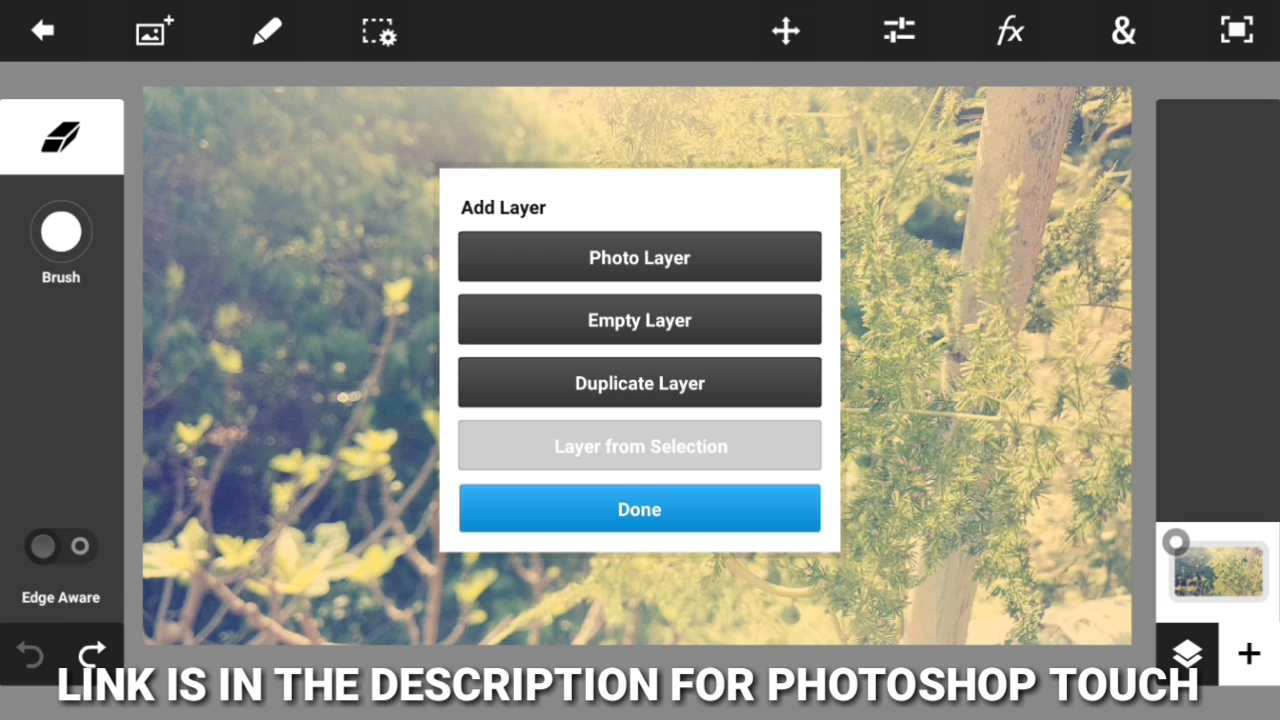 fx
&
Add Layer
Photo Layer
Empty Layer
Duplicate Layer
Layer from Selection
Done
Brush
Edge Aware
LINK IS IN THE DESCRIPTION FOR PHOTOSHOP TOUCH